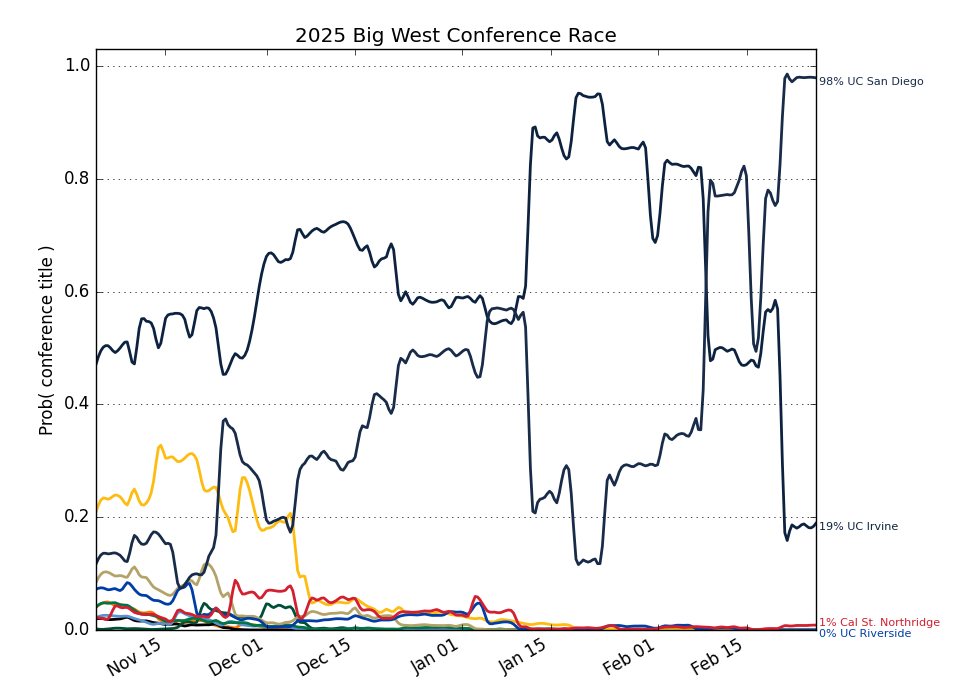 2025 Big West Conference Race
Prob( conference title )
1.0
0.8
0.6
0.4
0.2
0.0
98% UC San Diego
19% UC Irvine
1% Cal St. Northridge
0% UC Riverside
Nov 15
Dec 01
Dec 15
Jan 01
Jan 15
Feb 01
Feb 15